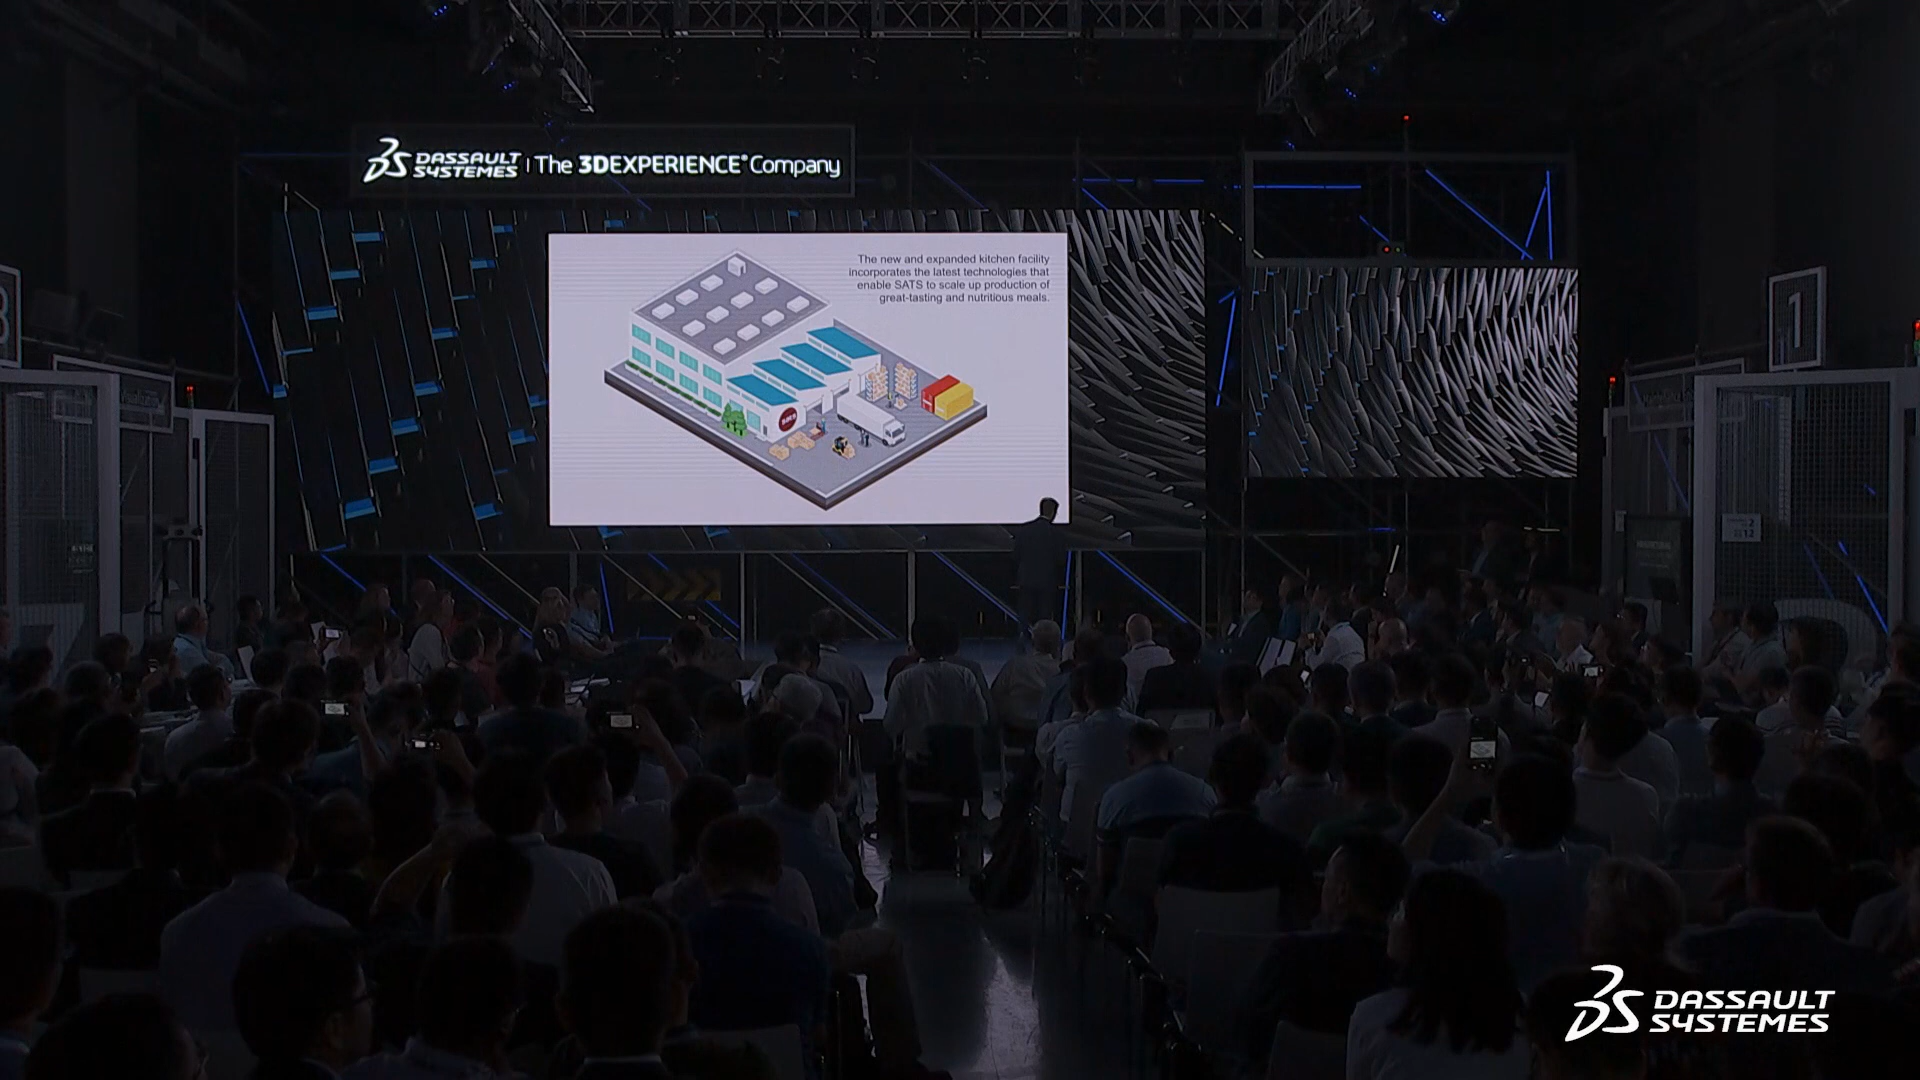 DASSAULT
SYSTEMES | The 3DEXPERIENCE® Company
The new and expanded kitchen facility
incorporates the latest technologies that
enable SATS to scale up production of
great-tasting and nutritious meals.
1
DASSAULT
SYSTEMES